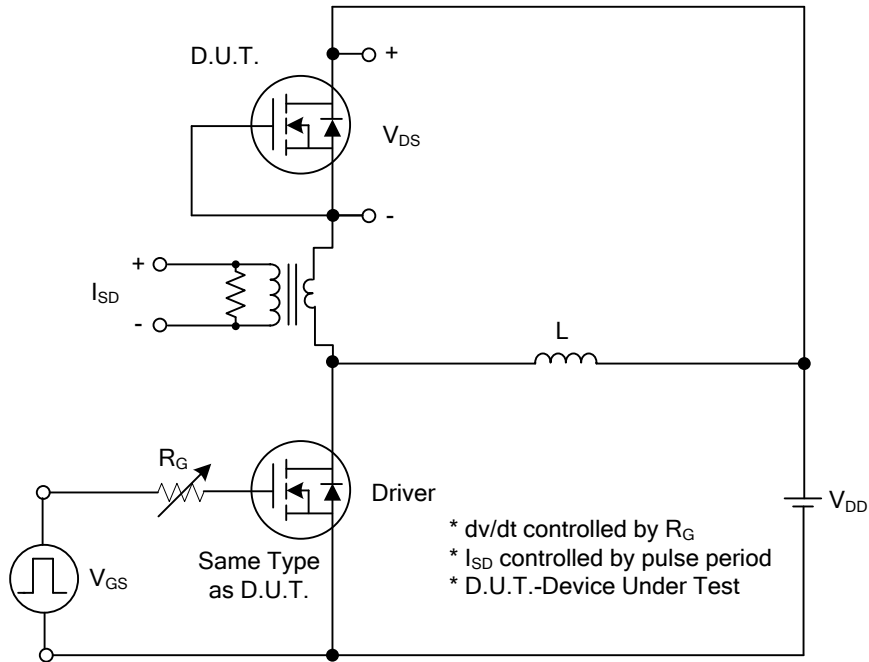 D.U.T.
+
VDS
-
+
ISD
-
L
RG
Driver
VDD
VGS
Same Type
as D.U.T.
* dv/dt controlled by RG
* ISD controlled by pulse period
* D.U.T.-Device Under Test